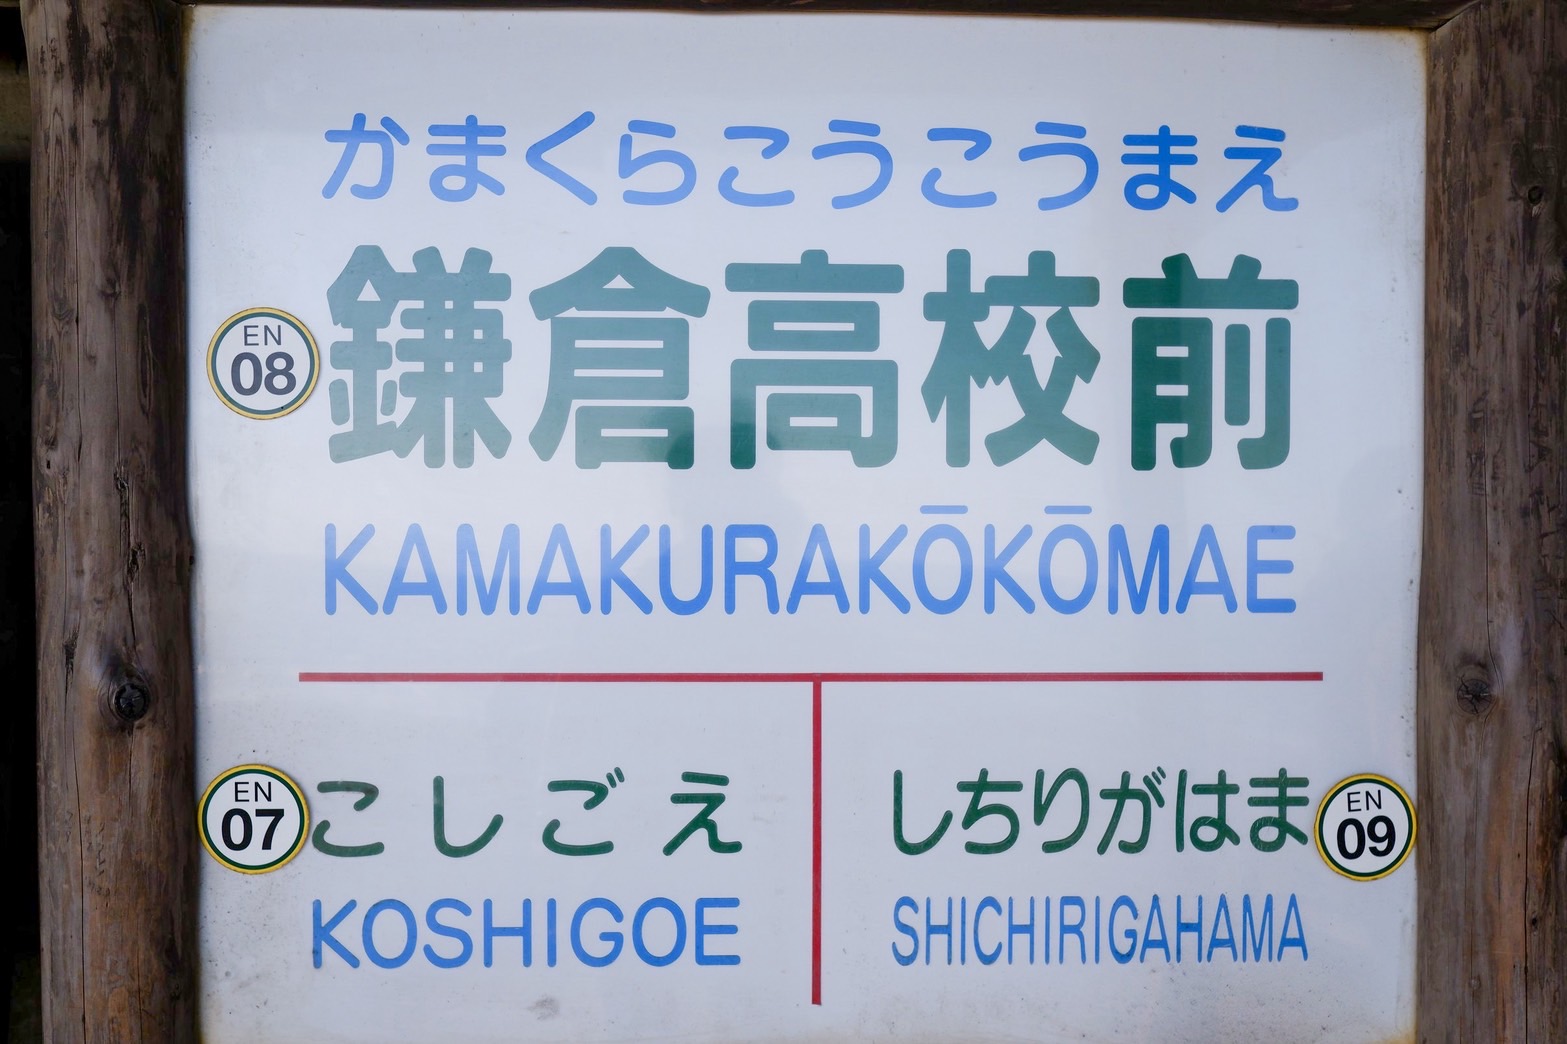 かまくらこうこうまえ
EN
08
鎌倉高校前
KAMAKURAKŌKŌMAE
EN
07
こしごえ
KOSHIGOE
しちりがはま
EN
09
SHICHIRIGAHAMA